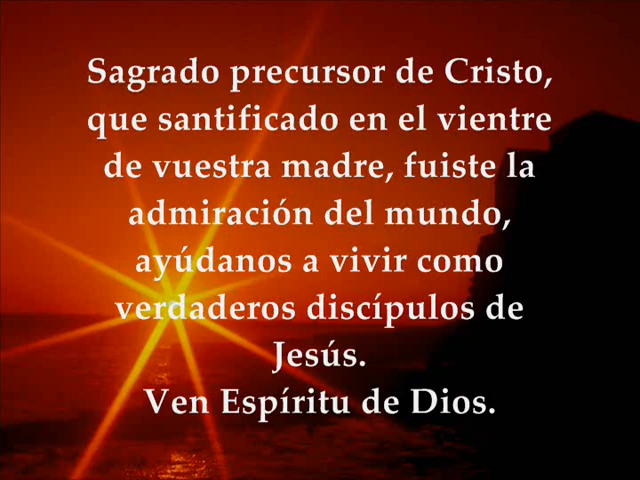 Sagrado precursor de Cristo,
que santificado en el vientre
de vuestra madre, fuiste la
admiración del mundo,
ayúdanos a vivir como
verdaderos discípulos de
Jesús.
Ven Espíritu de Dios.